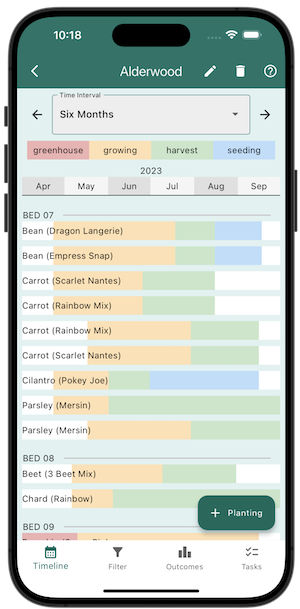 10:18
Alderwood
Time Interval
Six Months
greenhouse growing harvest seeding
2023
Apr May Jun Jul Aug Sep
BED 07
Bean (Dragon Langerie)
Bean (Empress Snap)
Carrot (Scarlet Nantes)
Carrot (Rainbow Mix)
Carrot (Rainbow Mix)
Carrot (Scarlet Nantes)
Cilantro (Pokey Joe)
Parsley (Mersin)
Parsley (Mersin)
BED 08
Beet (3 Beet Mix)
Chard (Rainbow)
+ Planting
BED 09
Timeline Filter Outcomes Tasks